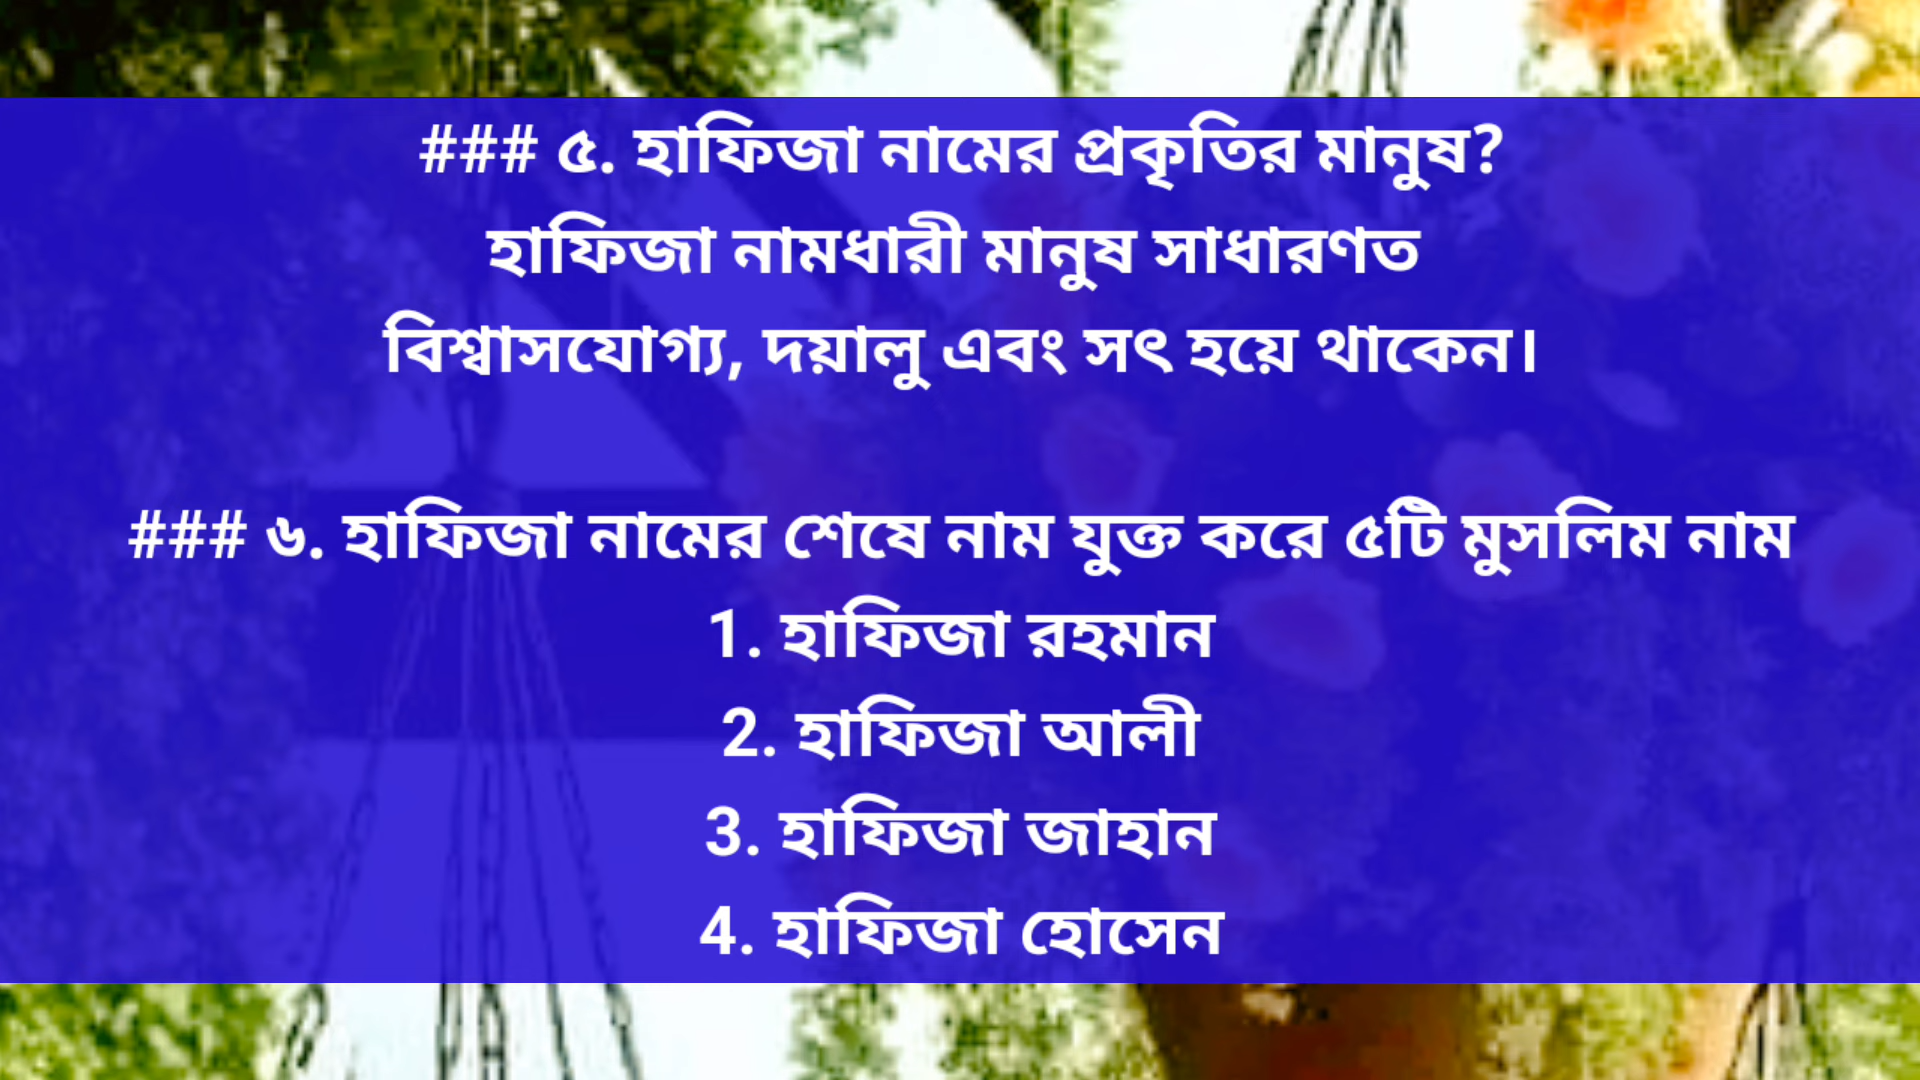 ### ৫. হাফিজা নামের প্রকৃতির মানুষ?
হাফিজা নামধারী মানুষ সাধারণত
বিশ্বাসযোগ্য, দয়ালু এবং সৎ হয়ে থাকেন।
### ৬. হাফিজা নামের শেষে নাম যুক্ত করে ৫টি মুসলিম নাম
1. হাফিজা রহমান
2. হাফিজা আলী
3. হাফিজা জাহান
4. হাফিজা হোসেন